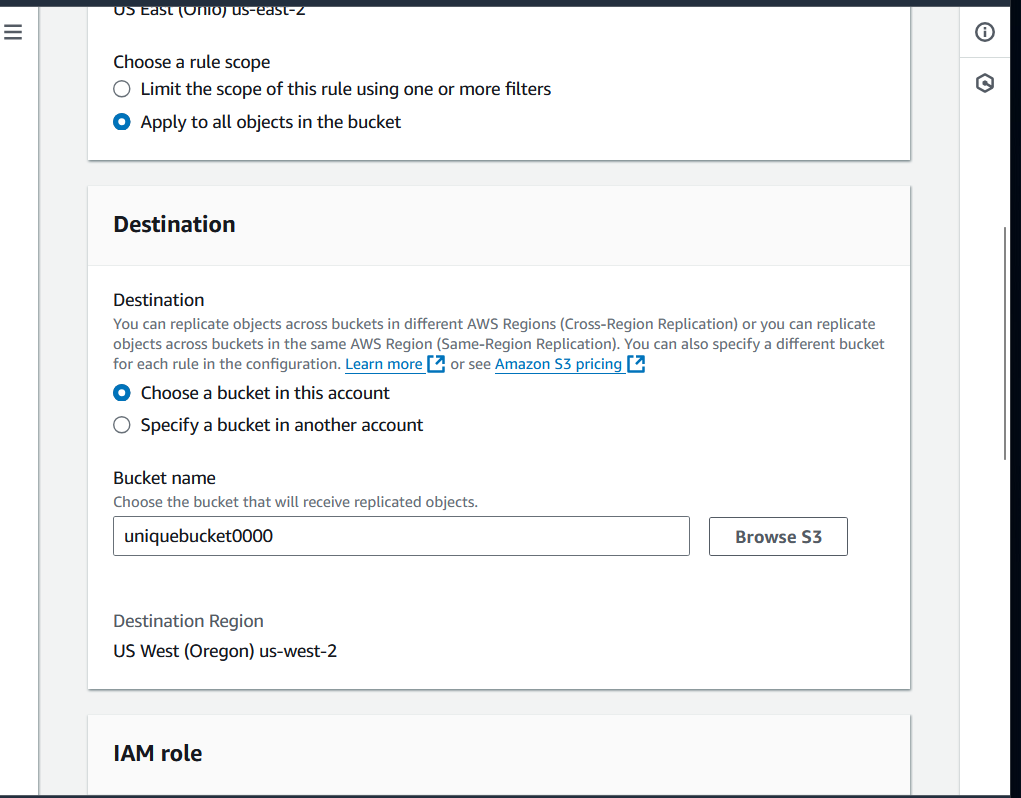 US East (Ohio) us-east-2
Choose a rule scope
Limit the scope of this rule using one or more filters
Apply to all objects in the bucket
Destination
Destination
You can replicate objects across buckets in different AWS Regions (Cross-Region Replication) or you can replicate
objects across buckets in the same AWS Region (Same-Region Replication). You can also specify a different bucket
for each rule in the configuration. Learn more or see Amazon S3 pricing
Choose a bucket in this account
Specify a bucket in another account
Bucket name
Choose the bucket that will receive replicated objects.
uniquebucket0000
Browse S3
Destination Region
US West (Oregon) us-west-2
IAM role